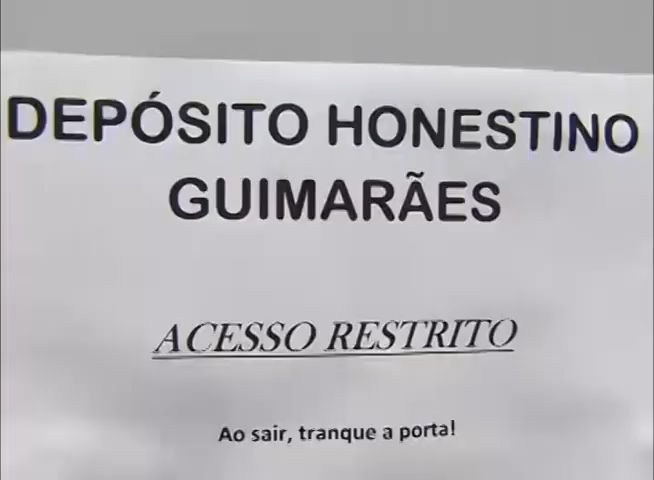 DEPÓSITO HONESTINO
GUIMARÃES
ACESSO RESTRITO
Ao sair, tranque a porta!